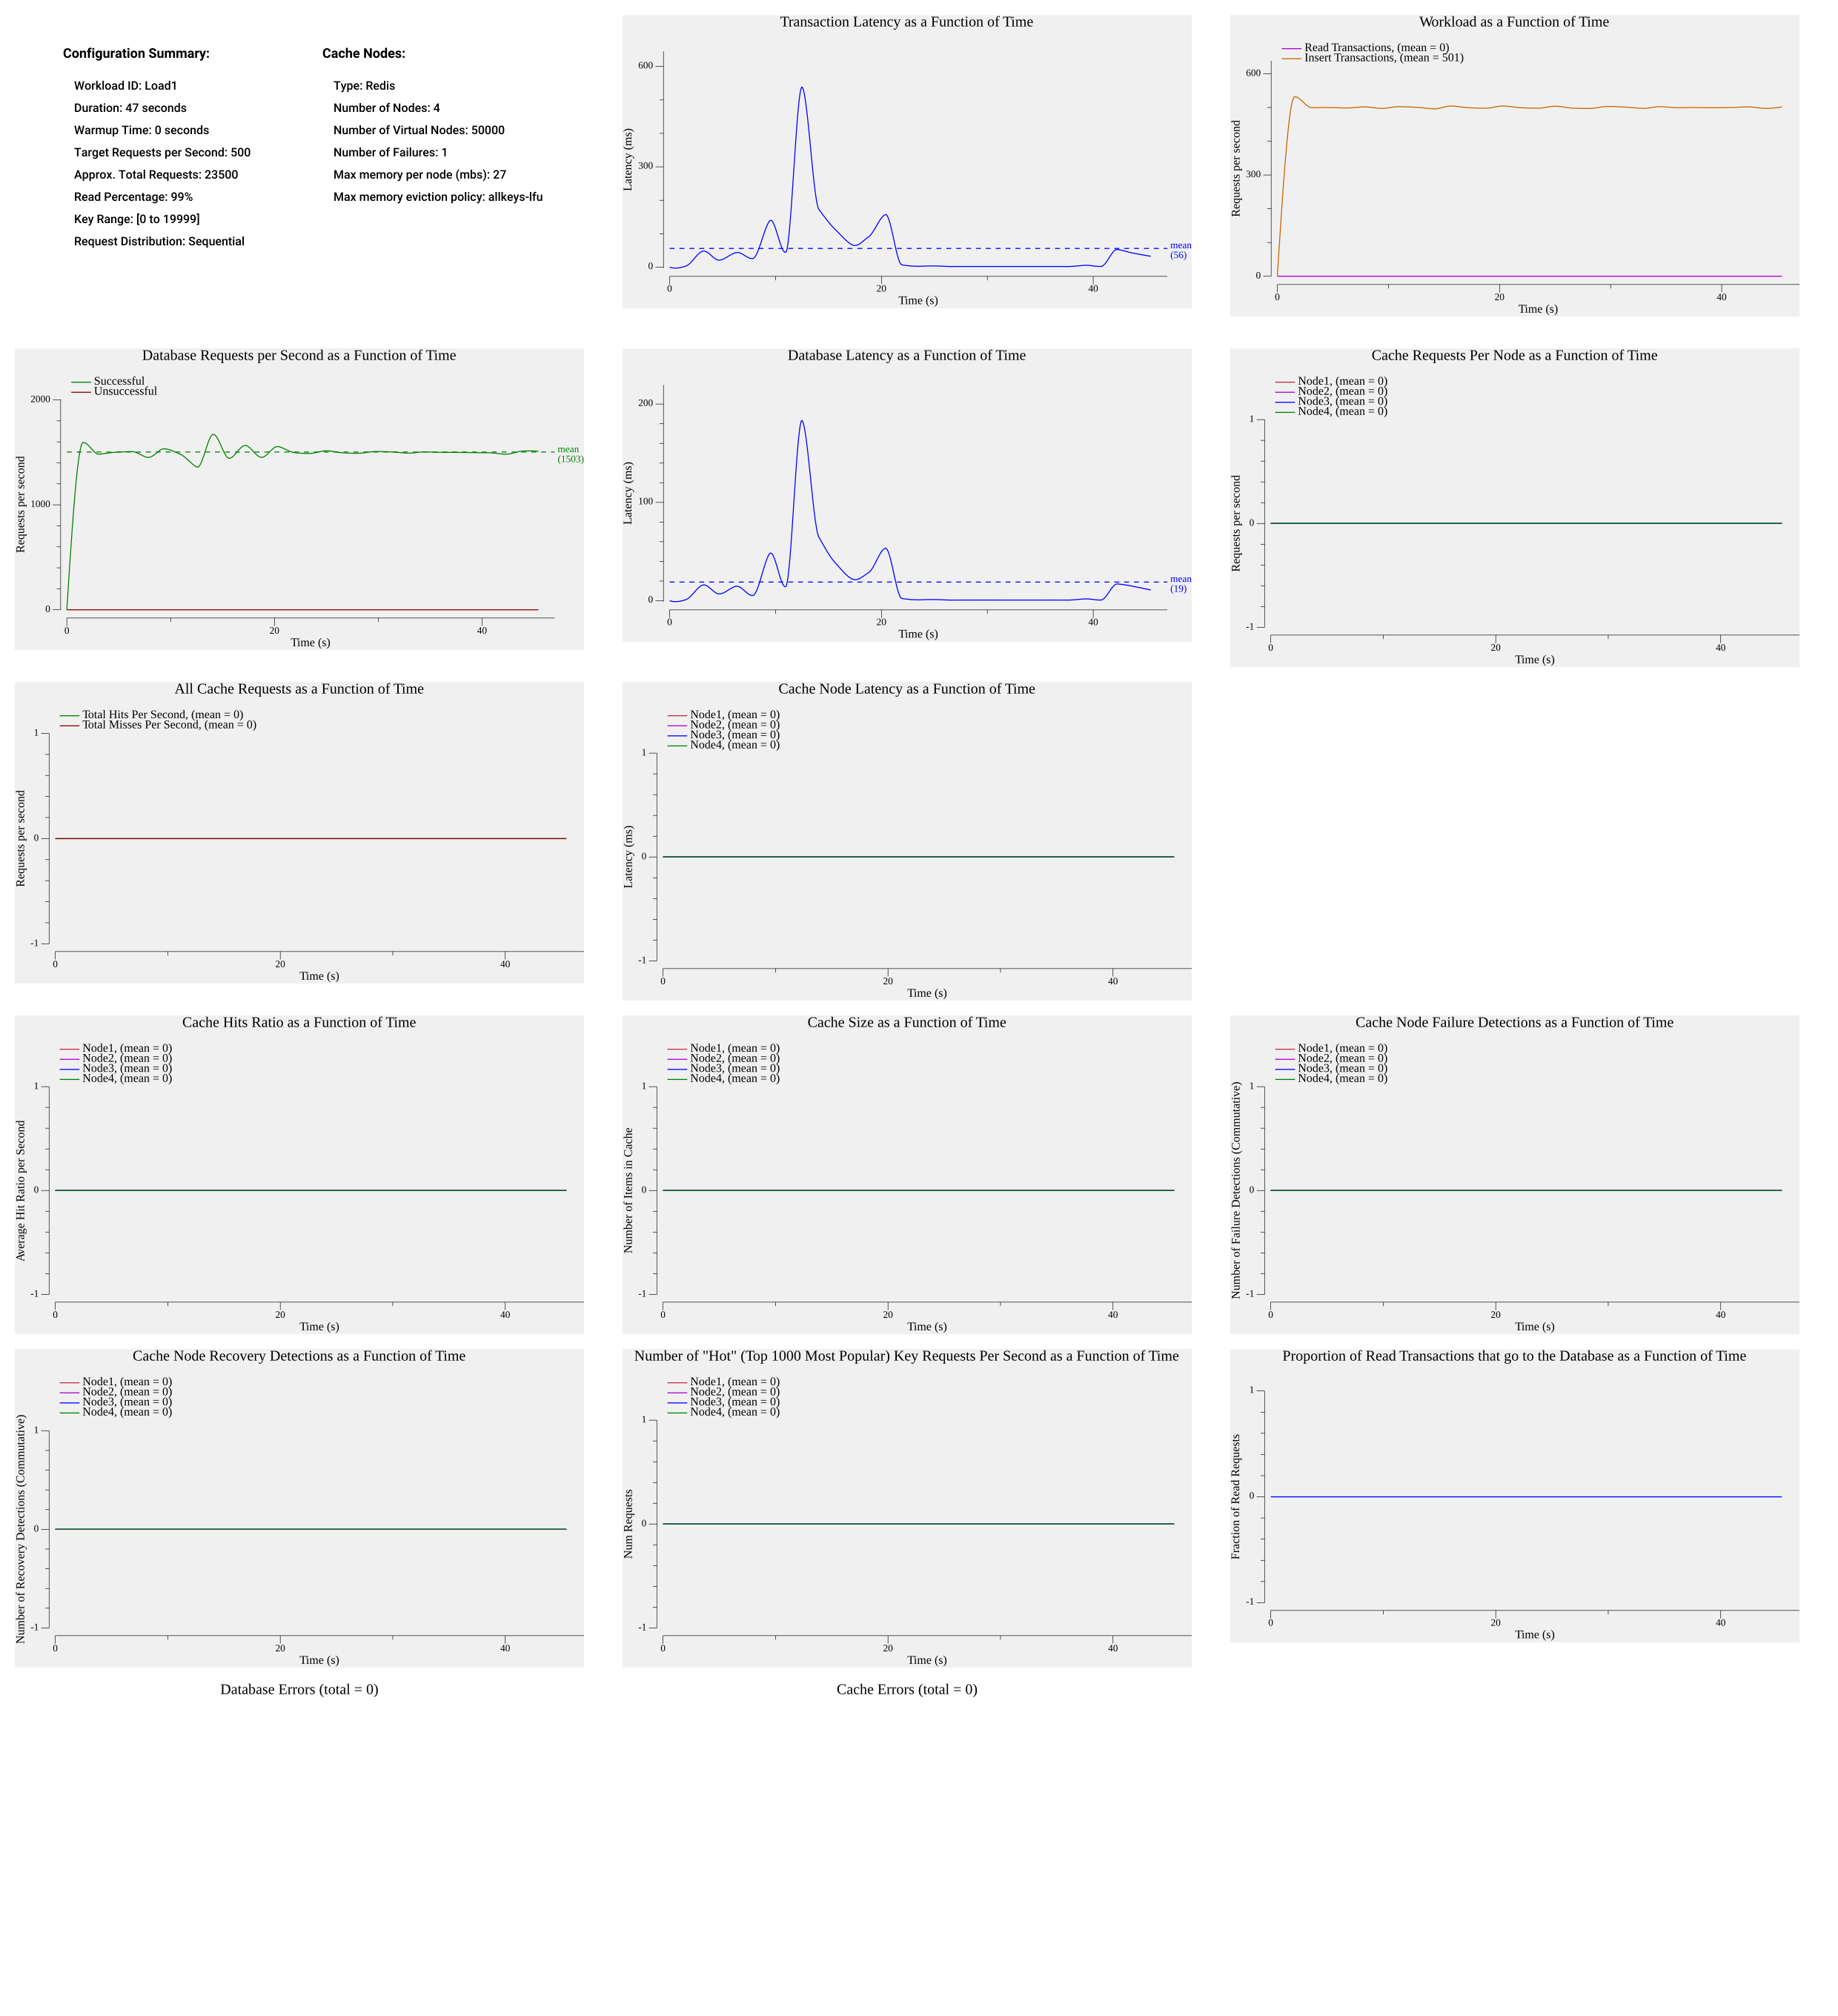 Configuration Summary:
Workload ID: Load1
Duration: 47 seconds
Warmup Time: 0 seconds
Target Requests per Second: 500
Approx. Total Requests: 23500
Read Percentage: 99%
Key Range: [0 to 19999]
Request Distribution: Sequential
Cache Nodes:
Type: Redis
Number of Nodes: 4
Number of Virtual Nodes: 50000
Number of Failures: 1
Max memory per node (mbs): 27
Max memory eviction policy: allkeys-lfu
Transaction Latency as a Function of Time
Latency (ms)
600
300
0
mean
(56)
0
20
40
Time (s)
Workload as a Function of Time
Read Transactions, (mean = 0)
Insert Transactions, (mean = 501)
Requests per second
600
300
0
0
20
40
Time (s)
Database Requests per Second as a Function of Time
Successful
Unsuccessful
Requests per second
2000
1000
0
mean
(1503)
0
20
40
Time (s)
Database Latency as a Function of Time
Latency (ms)
200
100
0
mean
(19)
0
20
40
Time (s)
Cache Requests Per Node as a Function of Time
Node1, (mean = 0)
Node2, (mean = 0)
Node3, (mean = 0)
Node4, (mean = 0)
Requests per second
1
0
-1
0
20
40
Time (s)
All Cache Requests as a Function of Time
Total Hits Per Second, (mean = 0)
Total Misses Per Second, (mean = 0)
Requests per second
1
0
-1
0
20
40
Time (s)
Cache Node Latency as a Function of Time
Node1, (mean = 0)
Node2, (mean = 0)
Node3, (mean = 0)
Node4, (mean = 0)
Latency (ms)
1
0
-1
0
20
40
Time (s)
Cache Hits Ratio as a Function of Time
Node1, (mean = 0)
Node2, (mean = 0)
Node3, (mean = 0)
Node4, (mean = 0)
Average Hit Ratio per Second
1
0
-1
0
20
40
Time (s)
Cache Size as a Function of Time
Node1, (mean = 0)
Node2, (mean = 0)
Node3, (mean = 0)
Node4, (mean = 0)
Number of Items in Cache
1
0
-1
0
20
40
Time (s)
Cache Node Failure Detections as a Function of Time
Node1, (mean = 0)
Node2, (mean = 0)
Node3, (mean = 0)
Node4, (mean = 0)
Number of Failure Detections (Commutative)
1
0
-1
0
20
40
Time (s)
Cache Node Recovery Detections as a Function of Time
Node1, (mean = 0)
Node2, (mean = 0)
Node3, (mean = 0)
Node4, (mean = 0)
Number of Recovery Detections (Commutative)
1
0
-1
0
20
40
Time (s)
Number of "Hot" (Top 1000 Most Popular) Key Requests Per Second as a Function of Time
Node1, (mean = 0)
Node2, (mean = 0)
Node3, (mean = 0)
Node4, (mean = 0)
Num Requests
1
0
-1
0
20
40
Time (s)
Proportion of Read Transactions that go to the Database as a Function of Time
Fraction of Read Requests
1
0
-1
0
20
40
Time (s)
Database Errors (total = 0)
Cache Errors (total = 0)